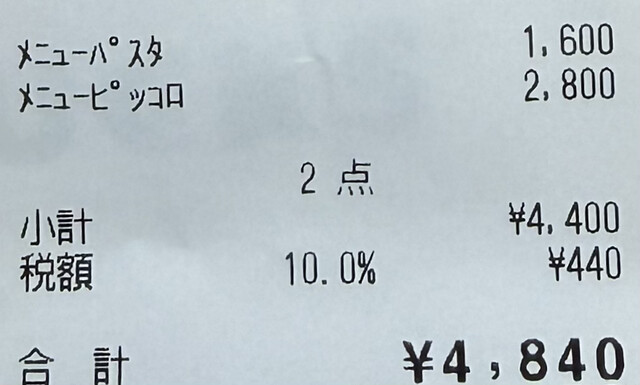 ﾒﾆｭｰﾊﾟｽﾀ 1,600
ﾒﾆｭｰﾋﾟｯｺﾛ 2,800
2 点
小計 ¥4,400
税額 10.0% ¥440
合 計 ¥4,840